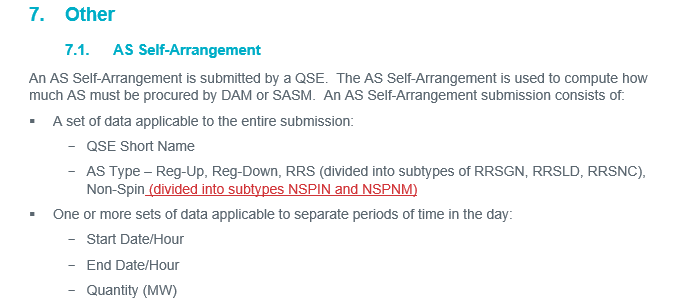 7. Other
7.1. AS Self-Arrangement
An AS Self-Arrangement is submitted by a QSE. The AS Self-Arrangement is used to compute how
much AS must be procured by DAM or SASM. An AS Self-Arrangement submission consists of:
▪ A set of data applicable to the entire submission:
− QSE Short Name
− AS Type – Reg-Up, Reg-Down, RRS (divided into subtypes of RRSGN, RRSLD, RRSNC),
Non-Spin (divided into subtypes NSPIN and NSPNM)
▪ One or more sets of data applicable to separate periods of time in the day:
− Start Date/Hour
− End Date/Hour
− Quantity (MW)